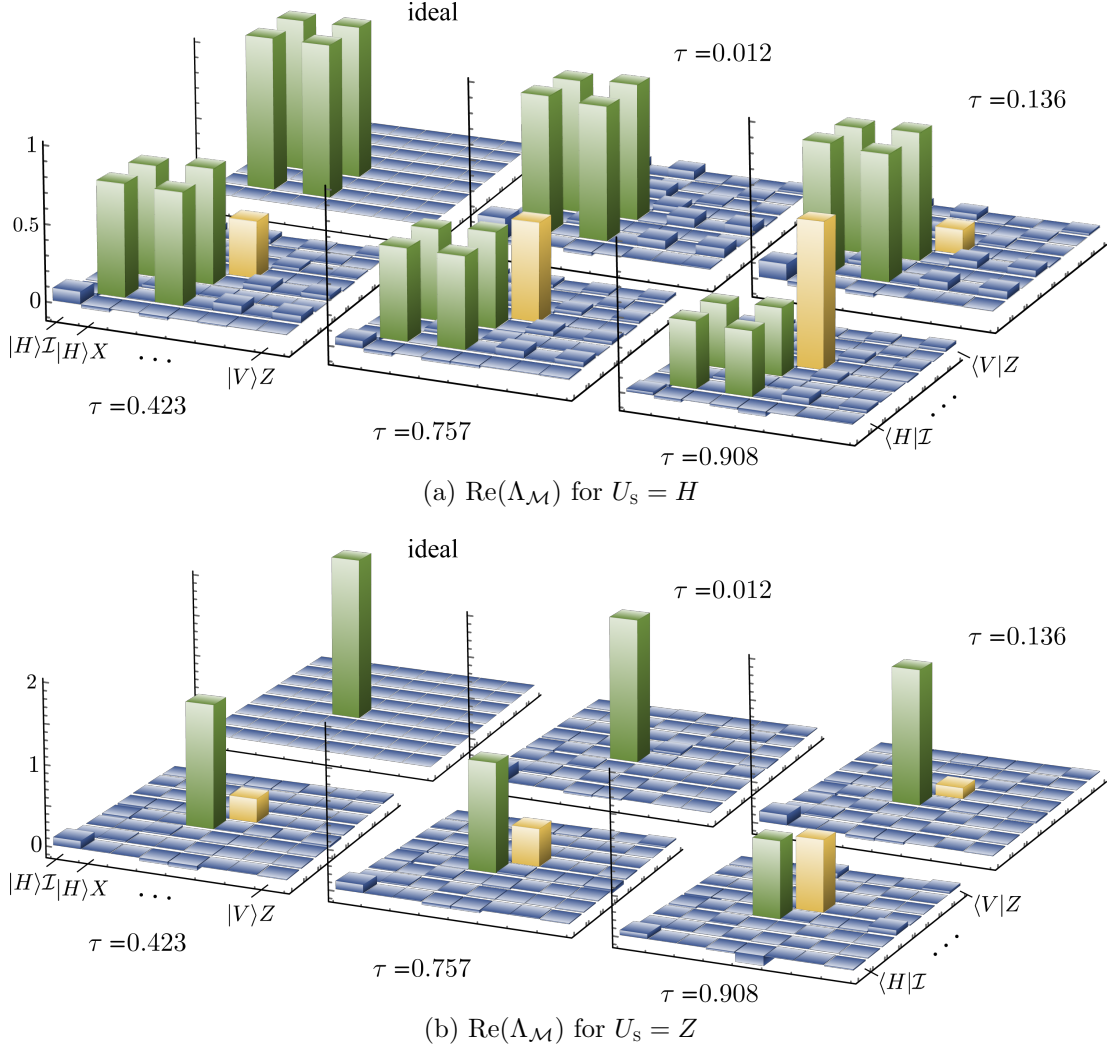 ideal
τ =0.012
τ =0.136
1
0.5
0
|H⟩ℐ |H⟩X ... |V⟩Z
⟨V|Z
...
⟨H|ℐ
τ =0.423
τ =0.757
τ =0.908
(a) Re(Λ_ℳ) for U_s = H
ideal
τ =0.012
τ =0.136
2
1
0
|H⟩ℐ |H⟩X ... |V⟩Z
⟨V|Z
...
⟨H|ℐ
τ =0.423
τ =0.757
τ =0.908
(b) Re(Λ_ℳ) for U_s = Z